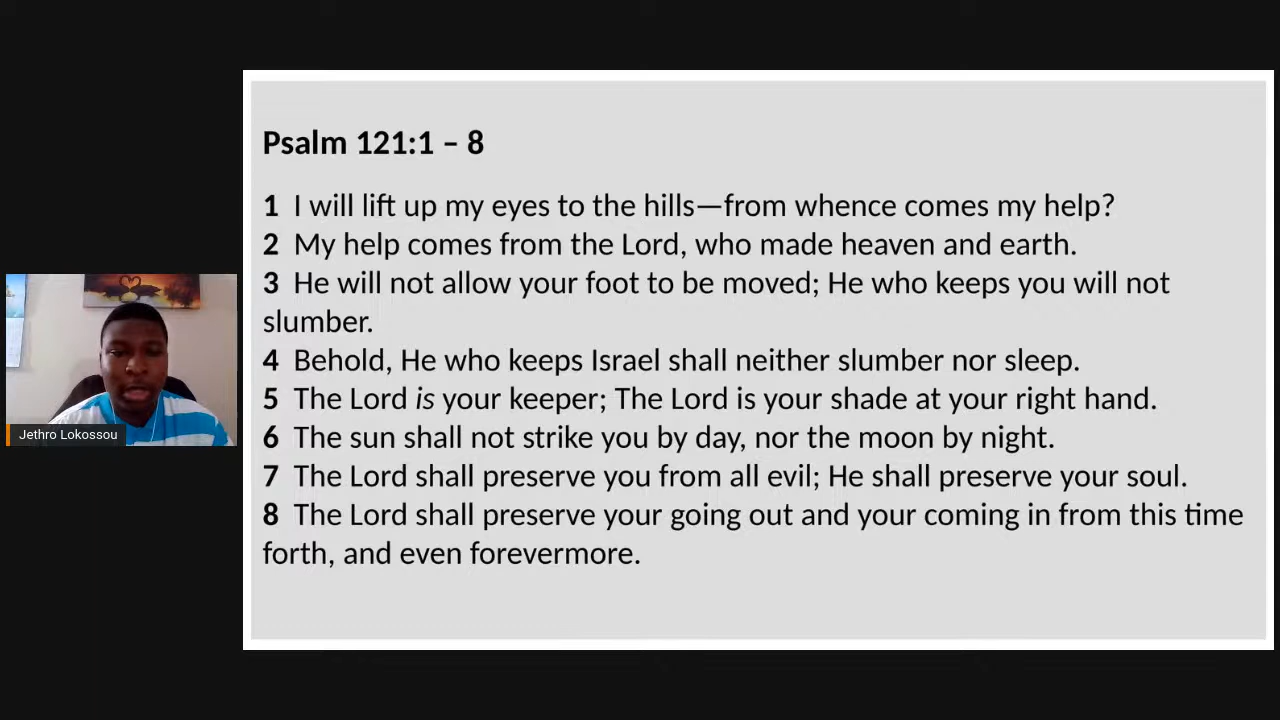 Psalm 121:1 – 8
1 I will lift up my eyes to the hills—from whence comes my help?
2 My help comes from the Lord, who made heaven and earth.
3 He will not allow your foot to be moved; He who keeps you will not
slumber.
4 Behold, He who keeps Israel shall neither slumber nor sleep.
5 The Lord is your keeper; The Lord is your shade at your right hand.
6 The sun shall not strike you by day, nor the moon by night.
7 The Lord shall preserve you from all evil; He shall preserve your soul.
8 The Lord shall preserve your going out and your coming in from this time
forth, and even forevermore.
Jethro Lokossou